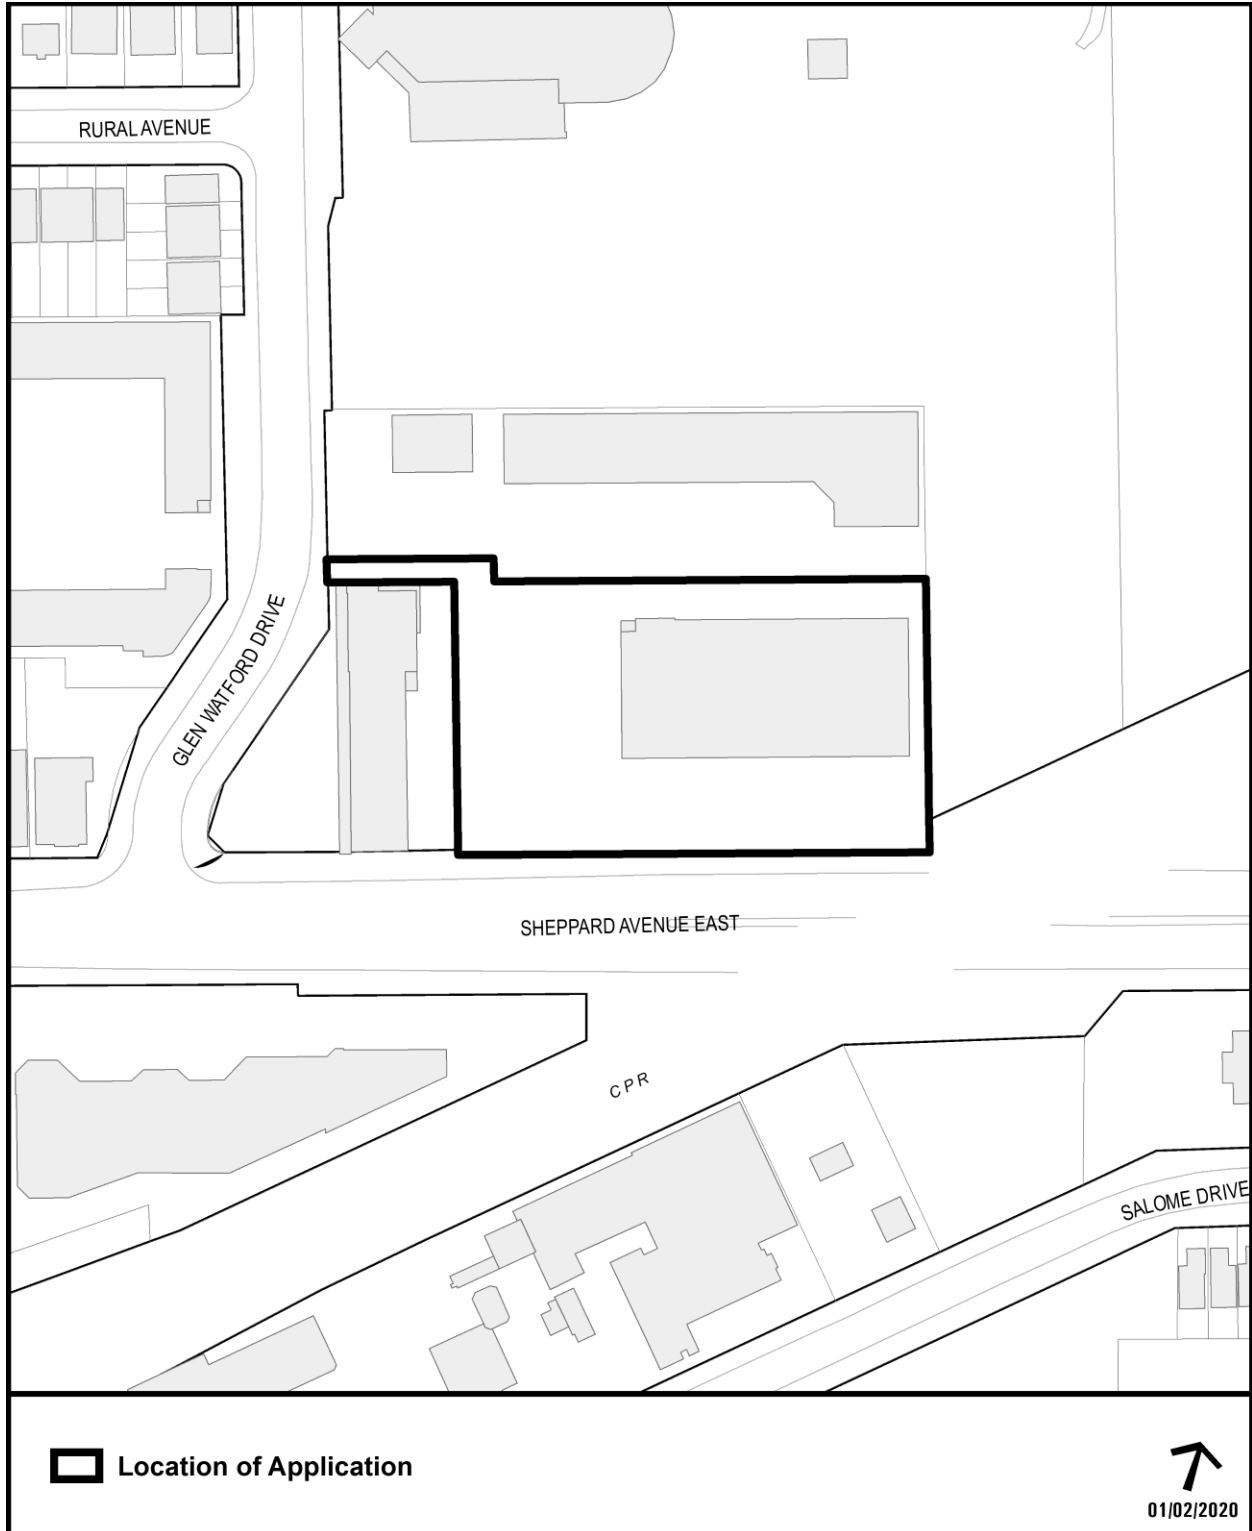 RURAL AVENUE
GLEN WATFORD DRIVE
SHEPPARD AVENUE EAST
CPR
SALOME DRIVE
Location of Application
01/02/2020